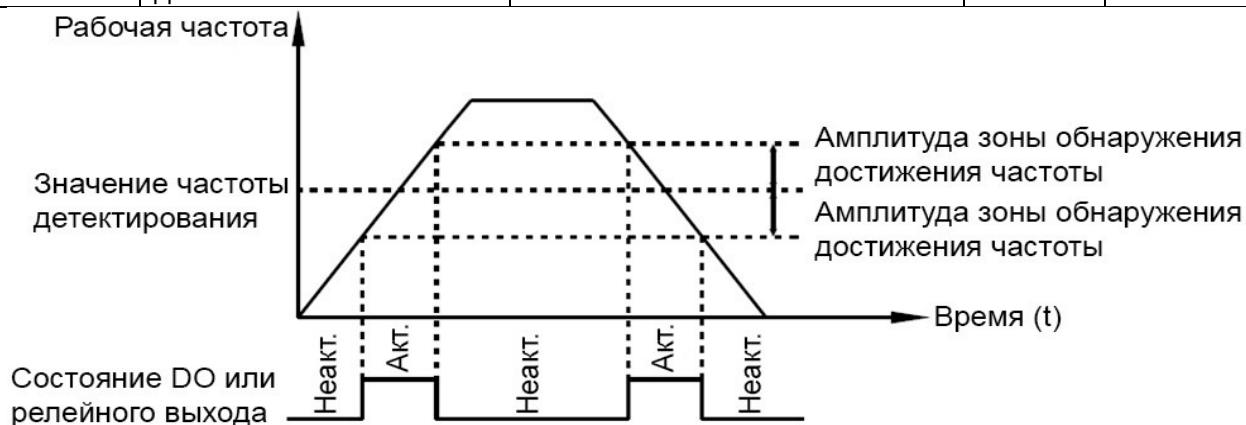 Рабочая частота
Амплитуда зоны обнаружения
достижения частоты
Значение частоты
детектирования
Амплитуда зоны обнаружения
достижения частоты
Время (t)
Неакт.
Акт.
Неакт.
Акт.
Неакт.
Состояние DO или
релейного выхода